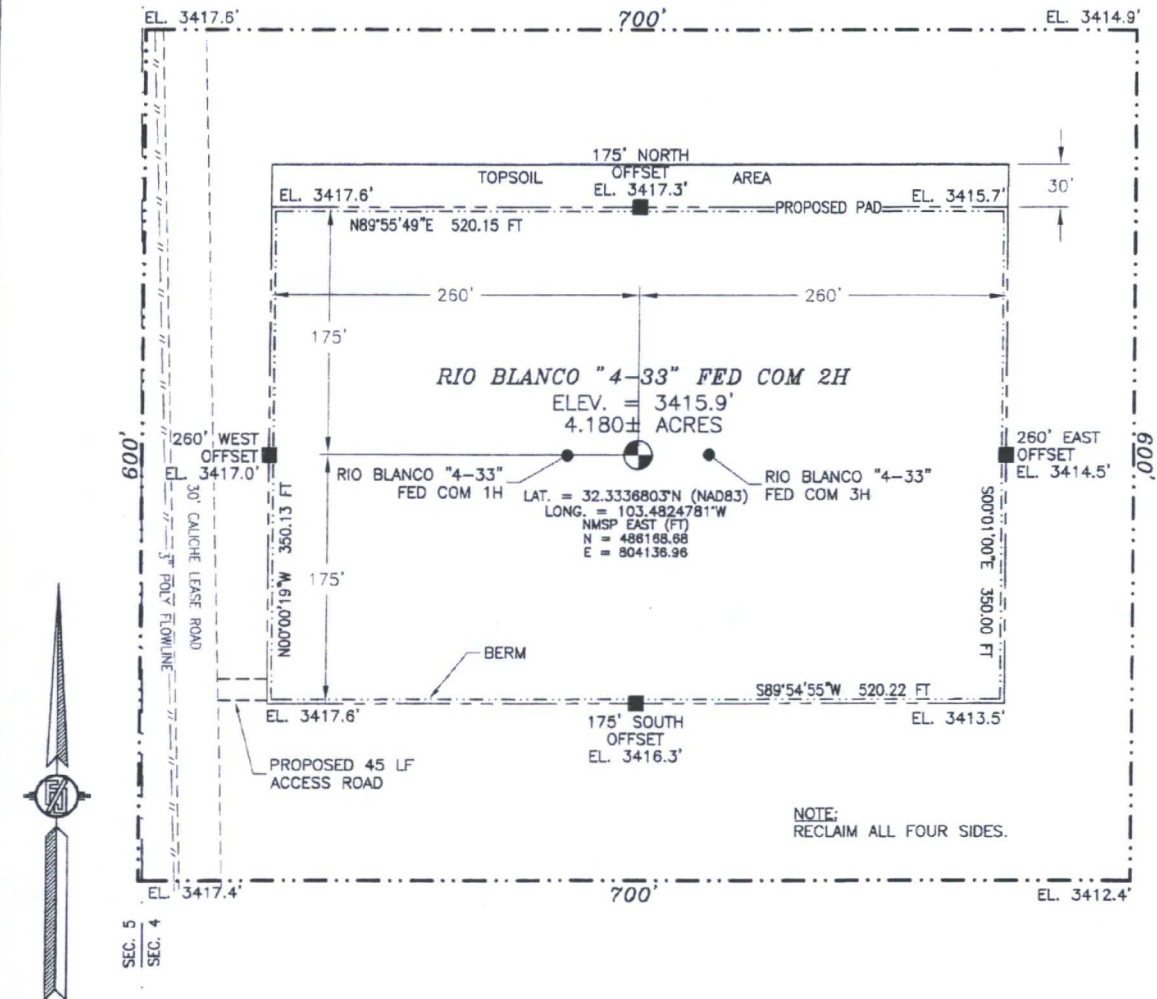 EL. 3417.6'
700'
EL. 3414.9'
175' NORTH
OFFSET
EL. 3417.3'
TOPSOIL
AREA
30'
EL. 3417.6'
EL. 3415.7'
PROPOSED PAD
N89°55'49"E 520.15 FT
260'
260'
175'
RIO BLANCO "4-33" FED COM 2H
ELEV. = 3415.9'
4.180± ACRES
600'
260' WEST
OFFSET
EL. 3417.0'
RIO BLANCO "4-33"
FED COM 1H
RIO BLANCO "4-33"
FED COM 3H
260' EAST
OFFSET
EL. 3414.5'
600'
LAT. = 32.3336803°N (NAD83)
LONG. = 103.4824781°W
NMSP EAST (FT)
N = 486168.68
E = 804136.96
30' CALICHE LEASE ROAD
3" POLY FLOWLINE
N00°00'19"W 350.13 FT
175'
S00°01'00"E 350.00 FT
BERM
S89°54'55"W 520.22 FT
EL. 3417.6'
175' SOUTH
OFFSET
EL. 3416.3'
EL. 3413.5'
PROPOSED 45 LF
ACCESS ROAD
NOTE:
RECLAIM ALL FOUR SIDES.
EL. 3417.4'
700'
EL. 3412.4'
SEC. 5
SEC. 4